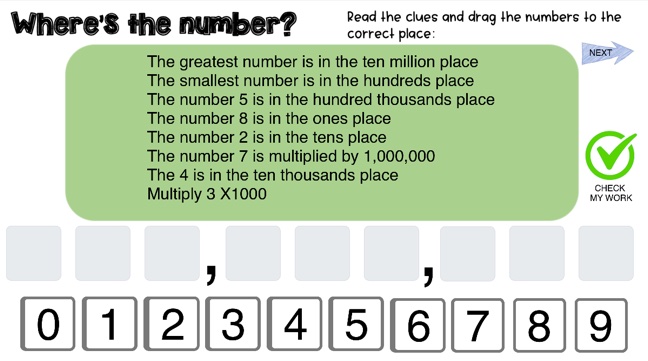 Where's the number?
Read the clues and drag the numbers to the
correct place:
NEXT
The greatest number is in the ten million place
The smallest number is in the hundreds place
The number 5 is in the hundred thousands place
The number 8 is in the ones place
The number 2 is in the tens place
The number 7 is multiplied by 1,000,000
The 4 is in the ten thousands place
Multiply 3 X1000
CHECK
MY WORK
, ,
0 1 2 3 4 5 6 7 8 9